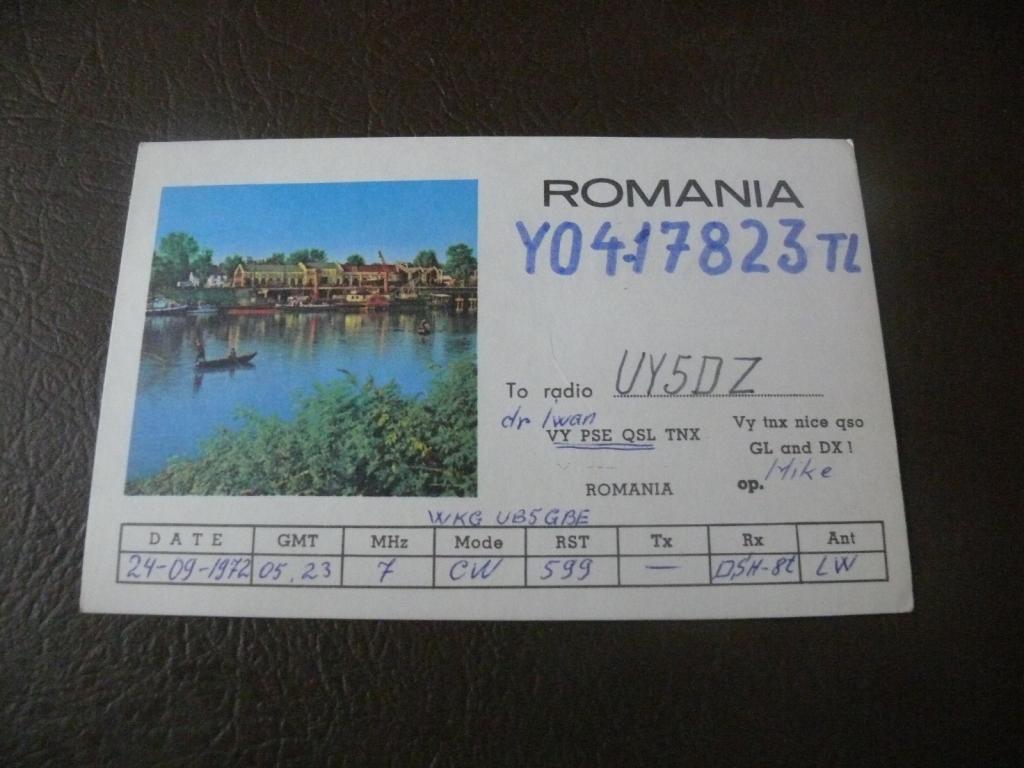 ROMANIA
YO4-17823 TL
To radio UY5DZ
dr Iwan
VY PSE QSL TNX
Vy tnx nice qso
GL and DX!
op. Mike
ROMANIA
WKG UB5GBE
DATE GMT MHz Mode RST Tx Rx Ant
24-09-1972 05.23 7 CW 599 — DSH-8t LW